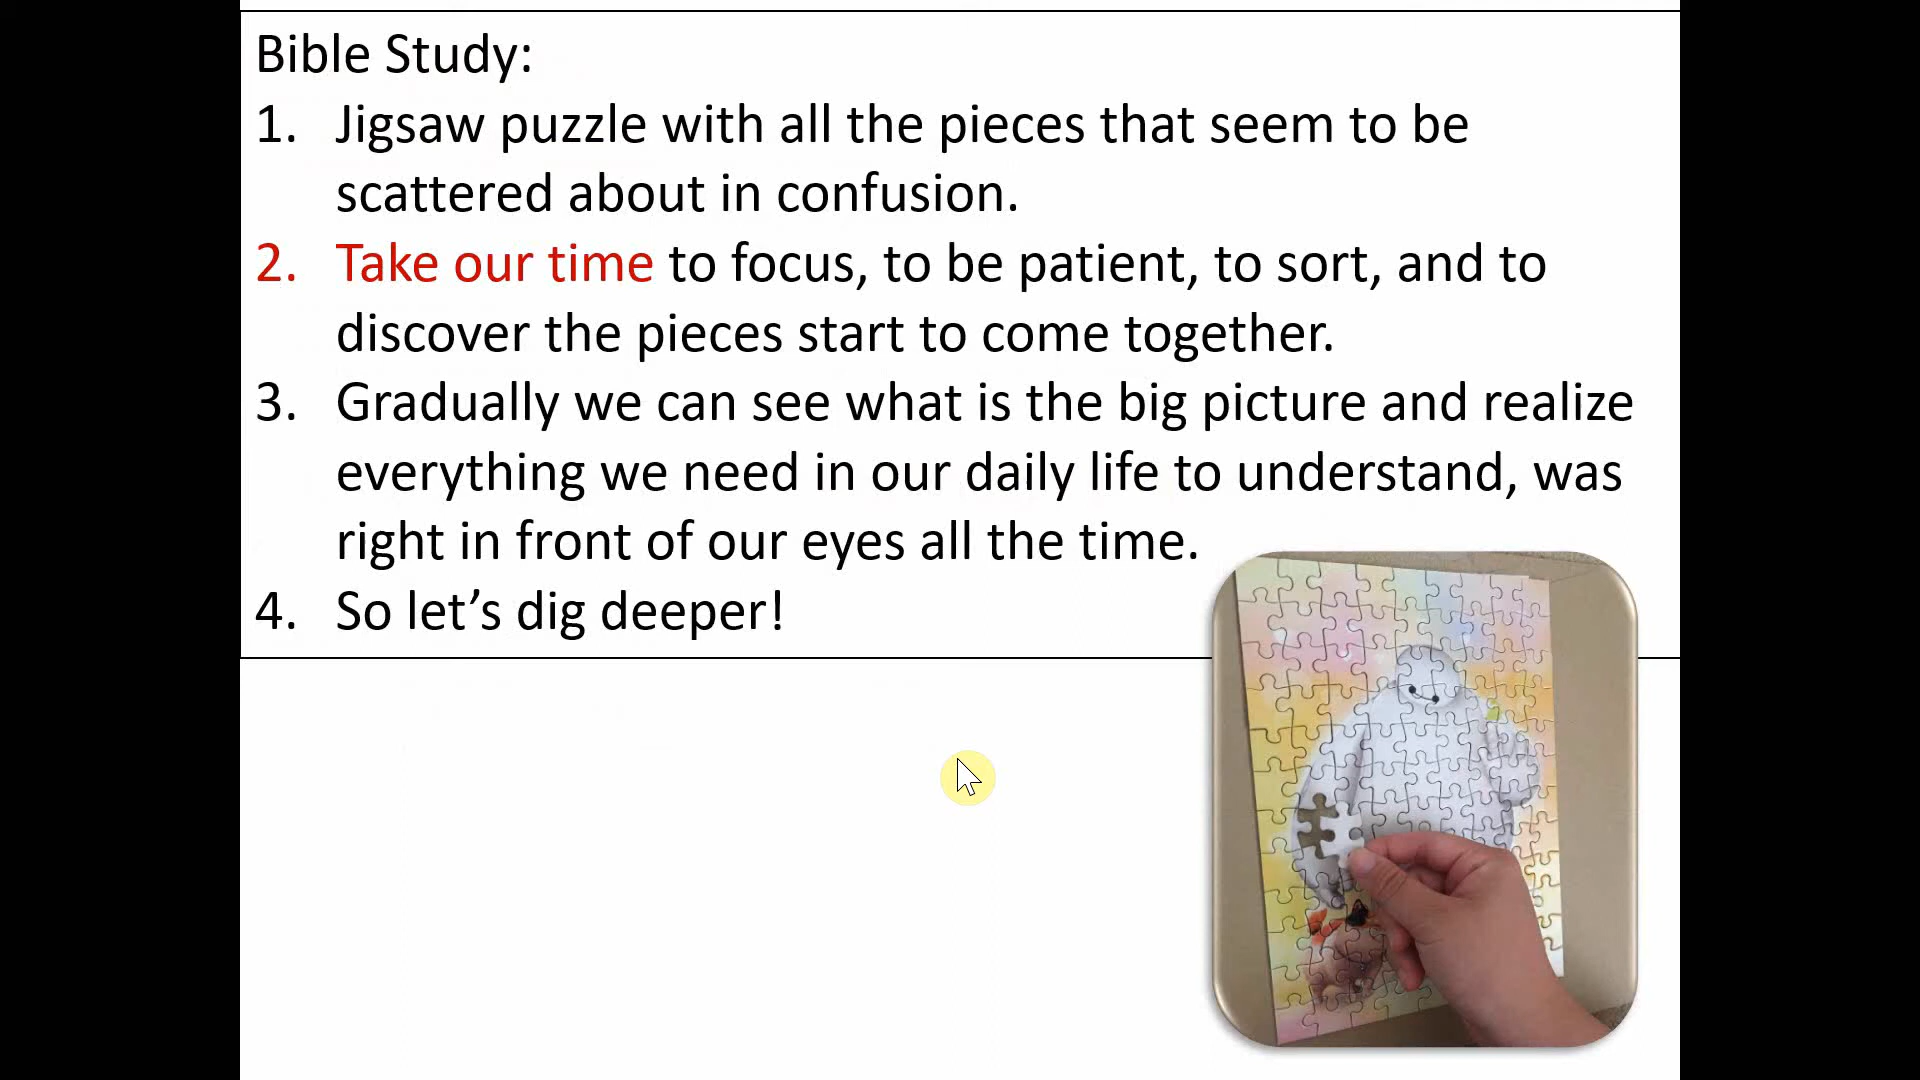 Bible Study:
1. Jigsaw puzzle with all the pieces that seem to be
scattered about in confusion.
2. Take our time to focus, to be patient, to sort, and to
discover the pieces start to come together.
3. Gradually we can see what is the big picture and realize
everything we need in our daily life to understand, was
right in front of our eyes all the time.
4. So let’s dig deeper!